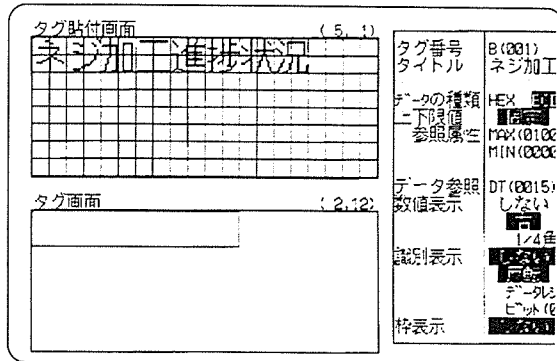 タグ貼付画面 ( 5, 1)
ネジ加工進捗状況
タグ画面 ( 2,12)
タグ番号 B(001)
タイトル ネジ加工
データの種類 HEX
上下限値
参照属性 MAX(0100
MIN(0000
データ参照 DT(0015)
数値表示 しない
1/4角
識別表示
データレジ
ビット(0
枠表示